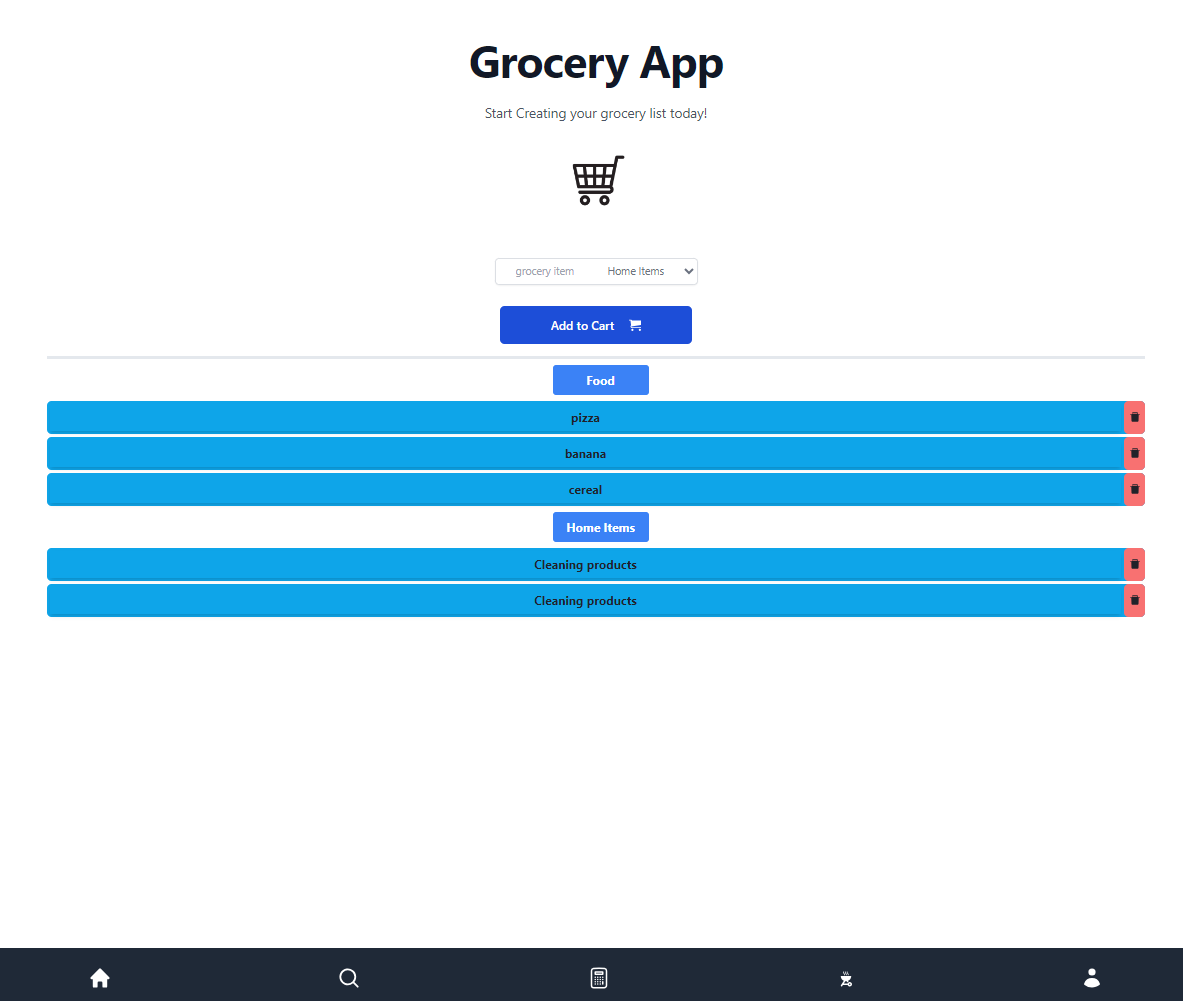 Grocery App
Start Creating your grocery list today!
grocery item Home Items
Add to Cart
Food
pizza
banana
cereal
Home Items
Cleaning products
Cleaning products